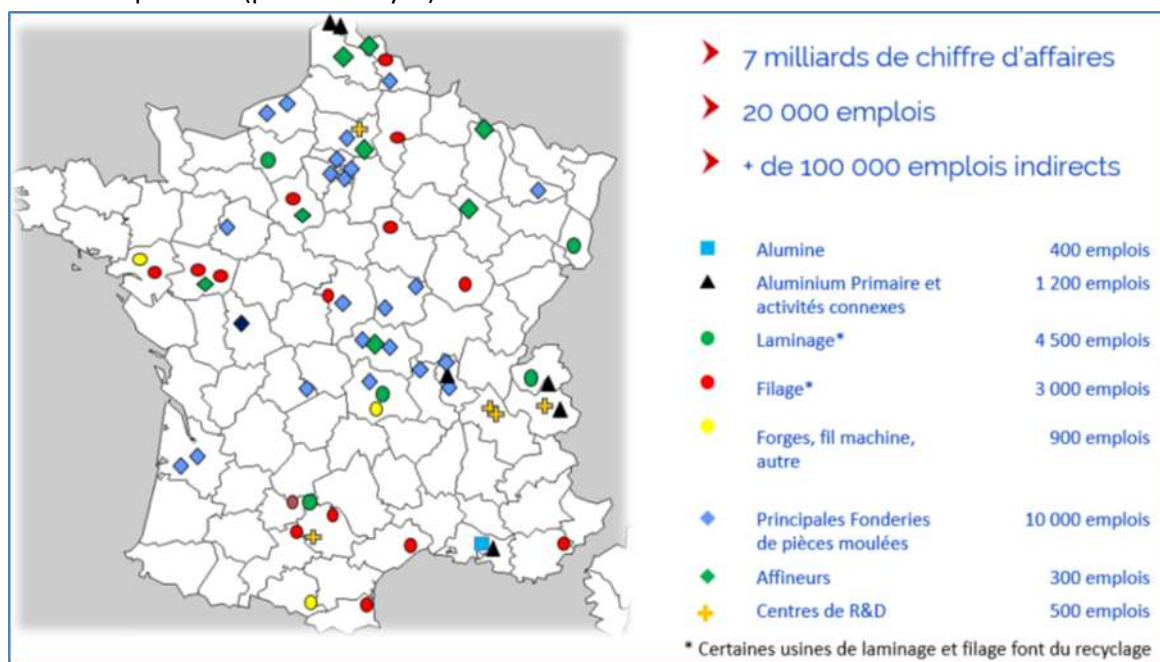 7 milliards de chiffre d'affaires
20 000 emplois
+ de 100 000 emplois indirects
Alumine 400 emplois
Aluminium Primaire et 1 200 emplois
activités connexes
Laminage* 4 500 emplois
Filage* 3 000 emplois
Forges, fil machine, 900 emplois
autre
Principales Fonderies 10 000 emplois
de pièces moulées
Affineurs 300 emplois
Centres de R&D 500 emplois
* Certaines usines de laminage et filage font du recyclage